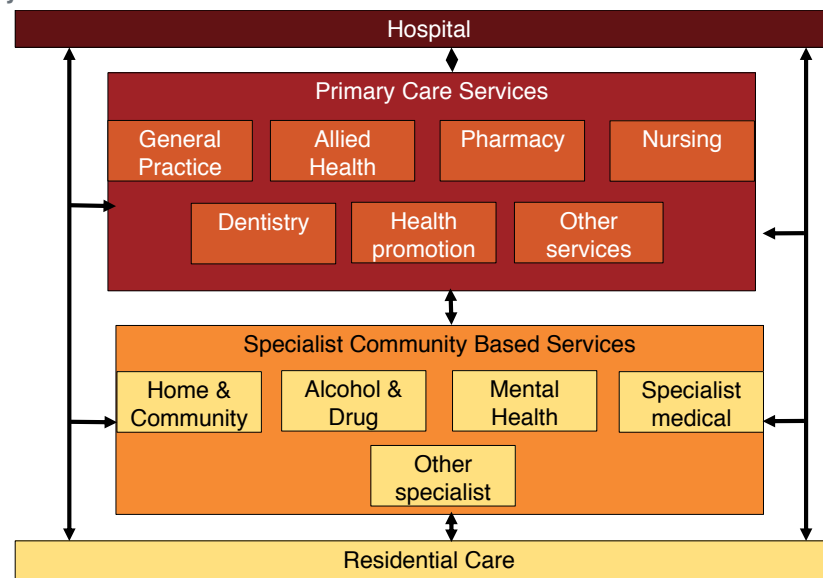 Hospital
Primary Care Services
General
Practice
Allied
Health
Pharmacy
Nursing
Dentistry
Health
promotion
Other
services
Specialist Community Based Services
Home &
Community
Alcohol &
Drug
Mental
Health
Specialist
medical
Other
specialist
Residential Care